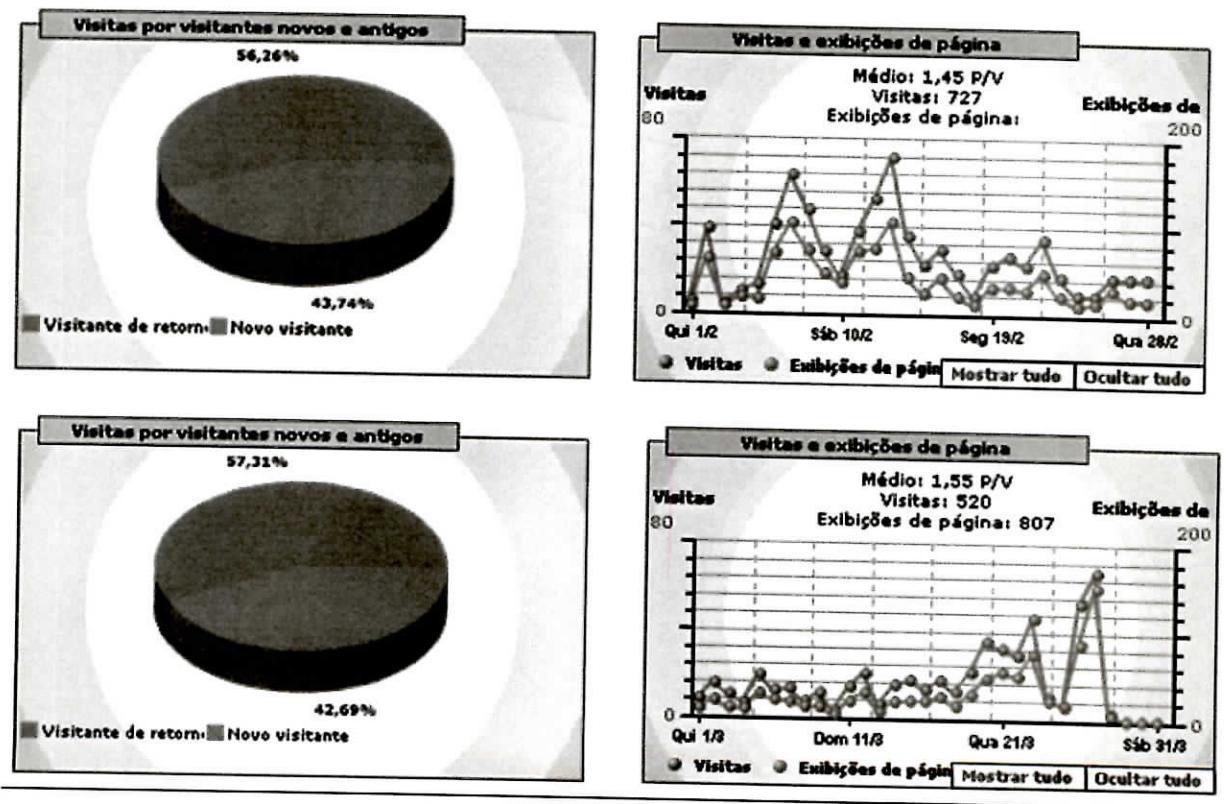 Visitas por visitantes novos e antigos
56,26%
43,74%
Visitante de retorn
Novo visitante
Visitas e exibições de página
Médio: 1,45 P/V
Visitas: 727
Exibições de página:
Visitas
Exibições de
80
200
0
0
Qui 1/2
Sáb 10/2
Seg 19/2
Qua 28/2
Visitas
Exibições de págin
Mostrar tudo
Ocultar tudo
Visitas por visitantes novos e antigos
57,31%
42,69%
Visitante de retorn
Novo visitante
Visitas e exibições de página
Médio: 1,55 P/V
Visitas: 520
Exibições de página: 807
Visitas
Exibições de
80
200
0
0
Qui 1/3
Dom 11/3
Qua 21/3
Sáb 31/3
Visitas
Exibições de págin
Mostrar tudo
Ocultar tudo